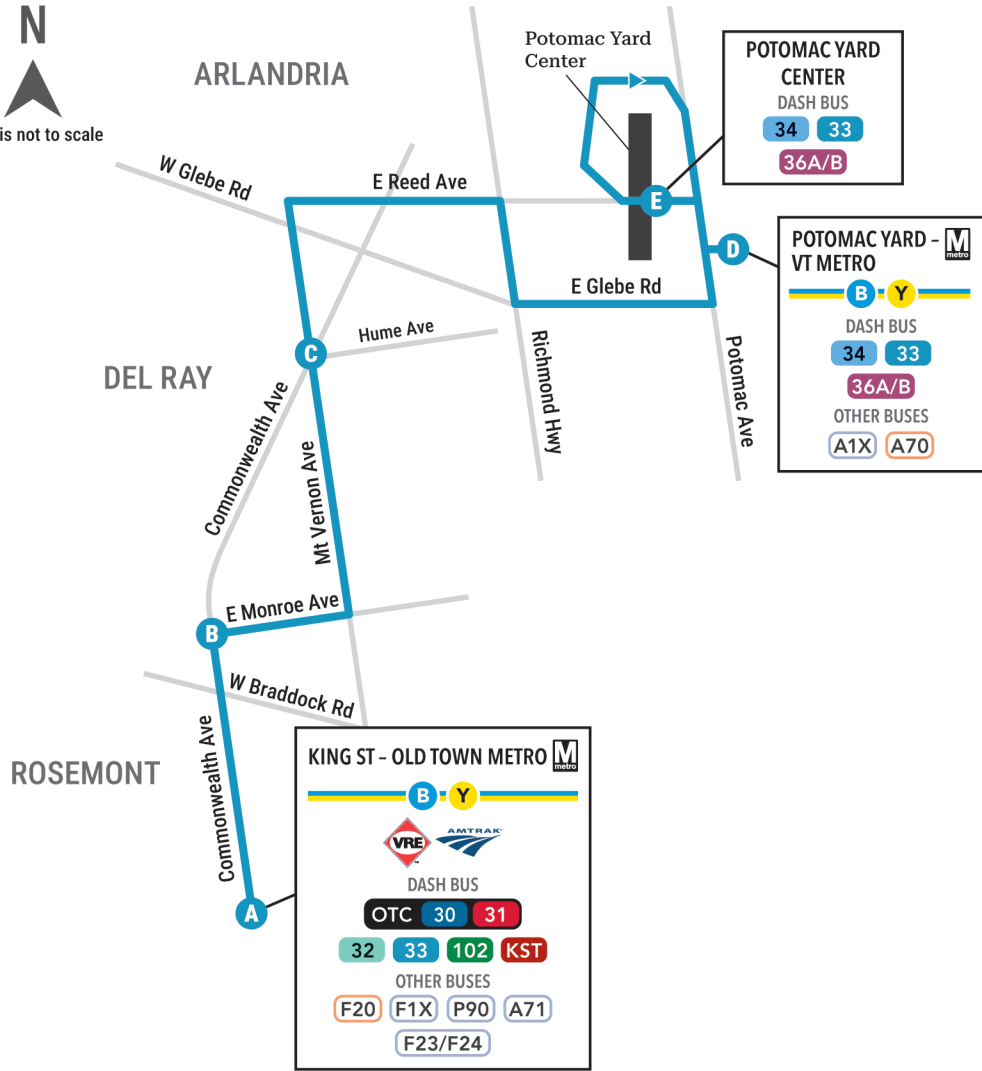 N
is not to scale
ARLANDRIA
Potomac Yard
Center
POTOMAC YARD
CENTER
DASH BUS
34 33
36A/B
W Glebe Rd
E Reed Ave
E
D
POTOMAC YARD –
VT METRO
M
metro
B Y
DASH BUS
34 33
36A/B
OTHER BUSES
A1X A70
E Glebe Rd
Hume Ave
C
Richmond Hwy
Potomac Ave
DEL RAY
Commonwealth Ave
Mt Vernon Ave
E Monroe Ave
B
W Braddock Rd
ROSEMONT
Commonwealth Ave
A
KING ST – OLD TOWN METRO
M
metro
B Y
VRE
™
AMTRAK®
DASH BUS
OTC 30 31
32 33 102 KST
OTHER BUSES
F20 F1X P90 A71
F23/F24